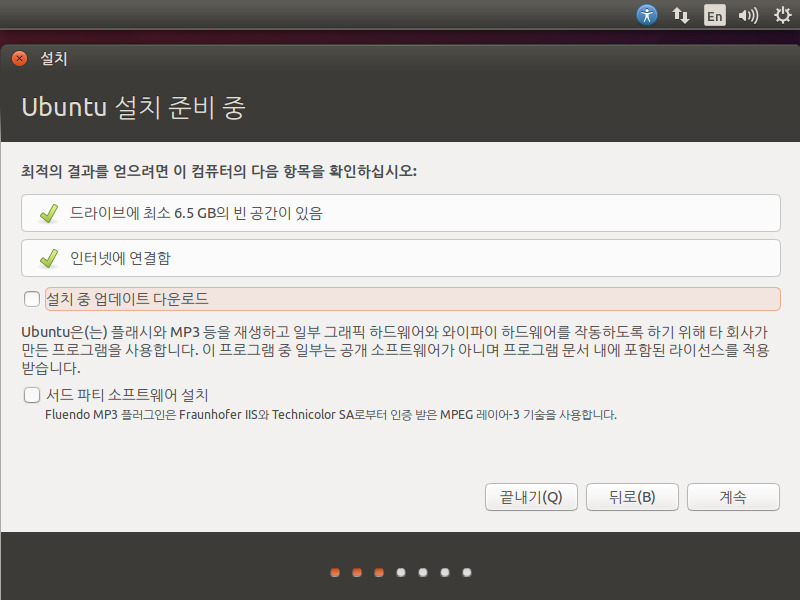 En
설치
Ubuntu 설치 준비 중
최적의 결과를 얻으려면 이 컴퓨터의 다음 항목을 확인하십시오:
드라이브에 최소 6.5 GB의 빈 공간이 있음
인터넷에 연결함
설치 중 업데이트 다운로드
Ubuntu은(는) 플래시와 MP3 등을 재생하고 일부 그래픽 하드웨어와 와이파이 하드웨어를 작동하도록 하기 위해 타 회사가
만든 프로그램을 사용합니다. 이 프로그램 중 일부는 공개 소프트웨어가 아니며 프로그램 문서 내에 포함된 라이선스를 적용
받습니다.
서드 파티 소프트웨어 설치
Fluendo MP3 플러그인은 Fraunhofer IIS와 Technicolor SA로부터 인증 받은 MPEG 레이어-3 기술을 사용합니다.
끝내기(Q) 뒤로(B) 계속